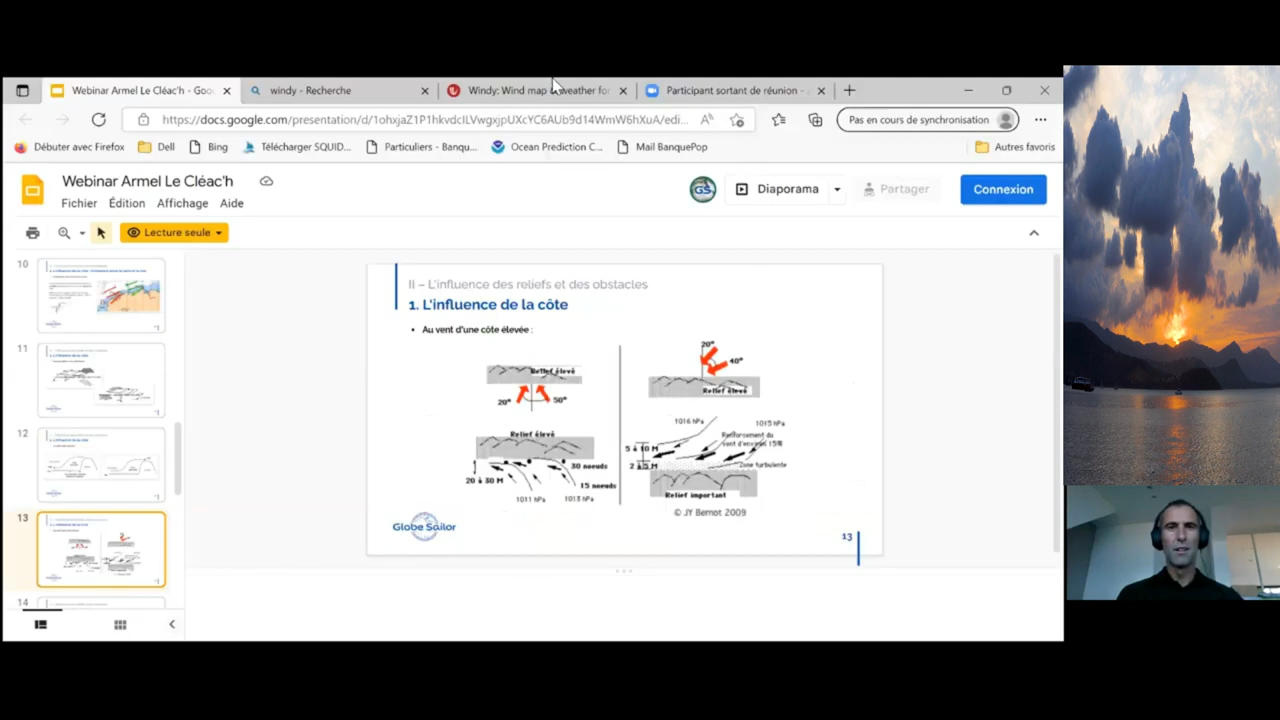 Webinar Armel Le Cléac'h - Goo
windy - Recherche
Windy: Wind map weather for
Participant sortant de réunion -
https://docs.google.com/presentation/d/1ohxjaZ1P1hkvdcILVwgxjpUXcYC6AUb9d14WmW6hXuA/edi...
Pas en cours de synchronisation
Débuter avec Firefox
Dell
Bing
Télécharger SQUID...
Particuliers - Banqu...
Ocean Prediction C...
Mail BanquePop
Autres favoris
Webinar Armel Le Cléac'h
Fichier Édition Affichage Aide
GS
Diaporama
Partager
Connexion
Lecture seule
10
11
12
13
14
II – L'influence des reliefs et des obstacles
1. L'influence de la côte
• Au vent d'une côte élevée :
Relief élevé
20° 50°
Relief élevé
30 noeuds
20 à 30 M
15 noeuds
1011 hPa 1013 hPa
20°
40°
Relief élevé
1016 hPa 1015 hPa
Renforcement du
vent d'environ 15%
5 à 10 M
2 à 5 M
Zone turbulente
Relief important
© JY Bernot 2009
Globe Sailor
13